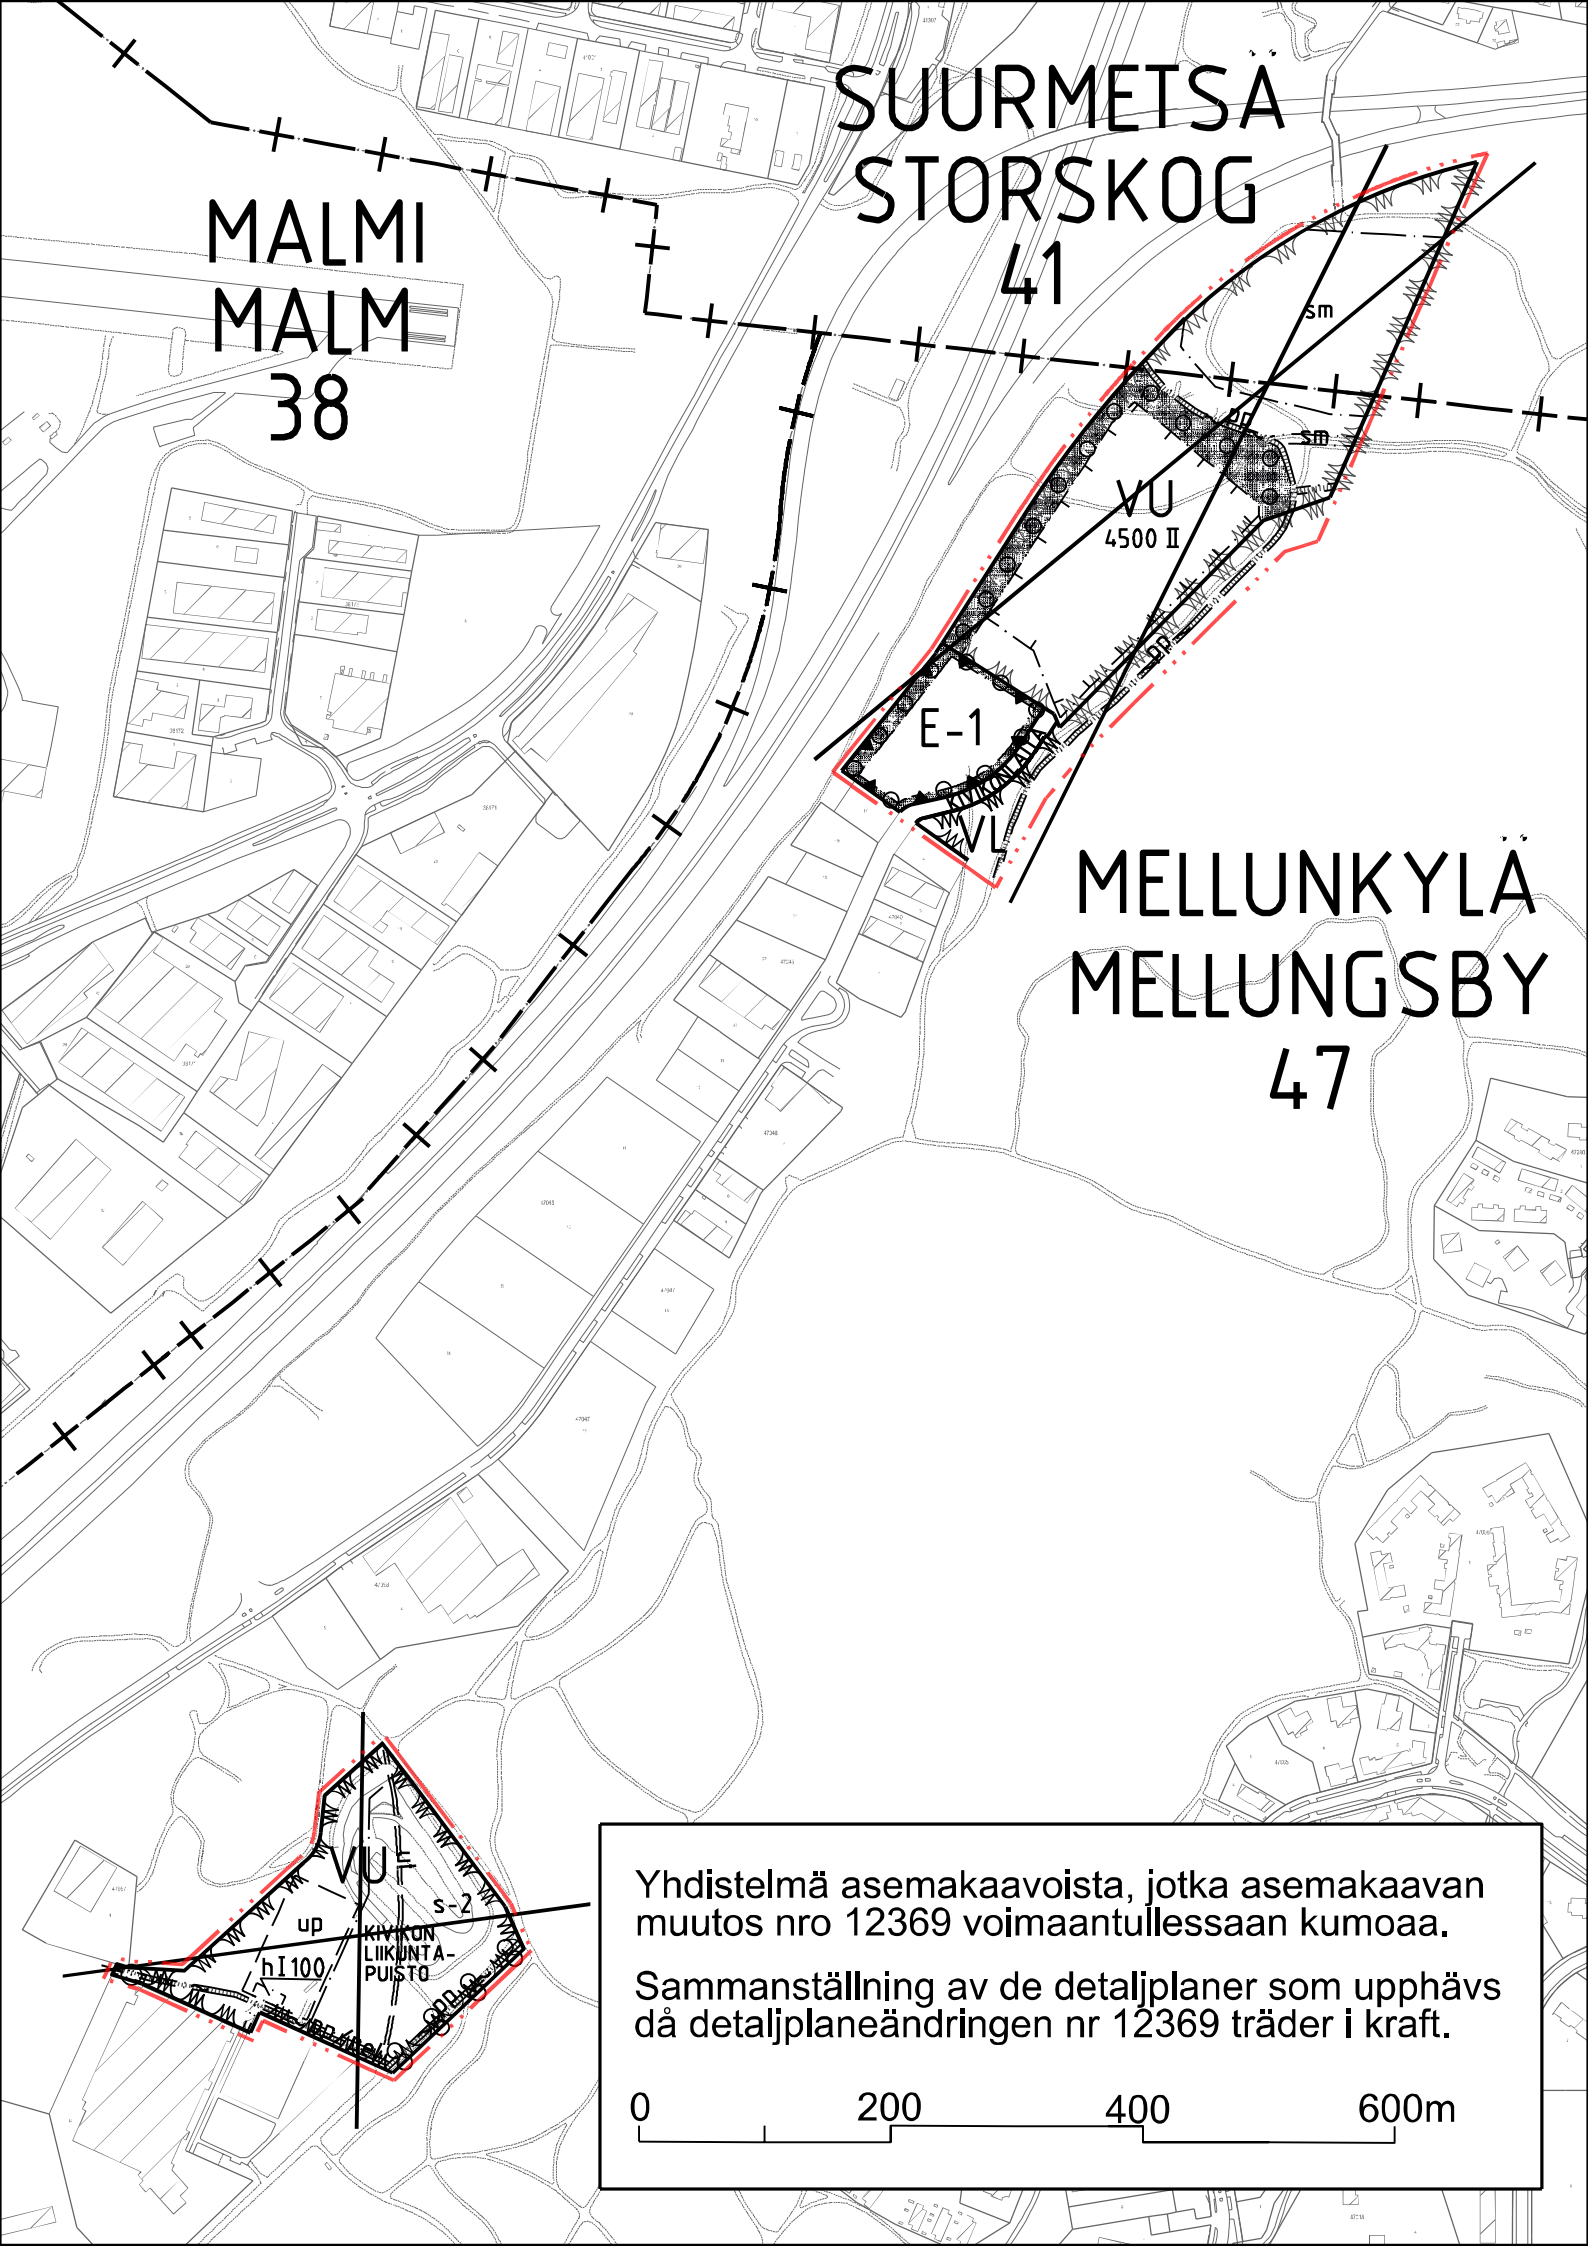 SUURMETSÄ
STORSKOG
41
MALMI
MALM
38
sm
pp
sm
VU
4500 II
pp
E-1
KIVIKONLAITA
VL
MELLUNKYLÄ
MELLUNGSBY
47
VU
s-2
up
KIVIKON
LIIKUNTA-
PUISTO
hI100
pp
Yhdistelmä asemakaavoista, jotka asemakaavan
muutos nro 12369 voimaantullessaan kumoaa.
Sammanställning av de detaljplaner som upphävs
då detaljplaneändringen nr 12369 träder i kraft.
0 200 400 600m